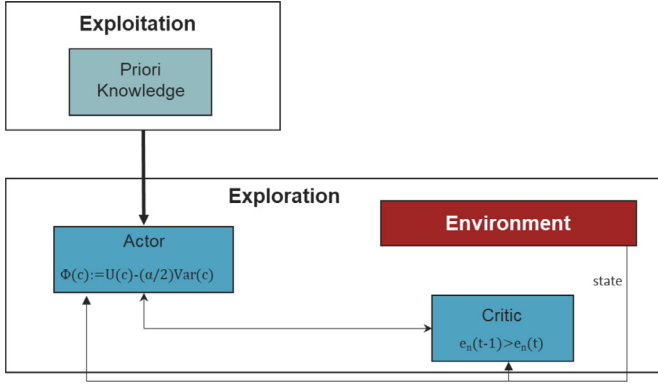 Exploitation
Priori
Knowledge
Exploration
Environment
Actor
Φ(c):=U(c)-(α/2)Var(c)
state
Critic
eₙ(t-1)>eₙ(t)